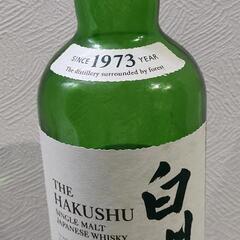 SINCE 1973 YEAR
The distillery surrounded by forest
THE
HAKUSHU
SINGLE MALT
JAPANESE WHISKY
白